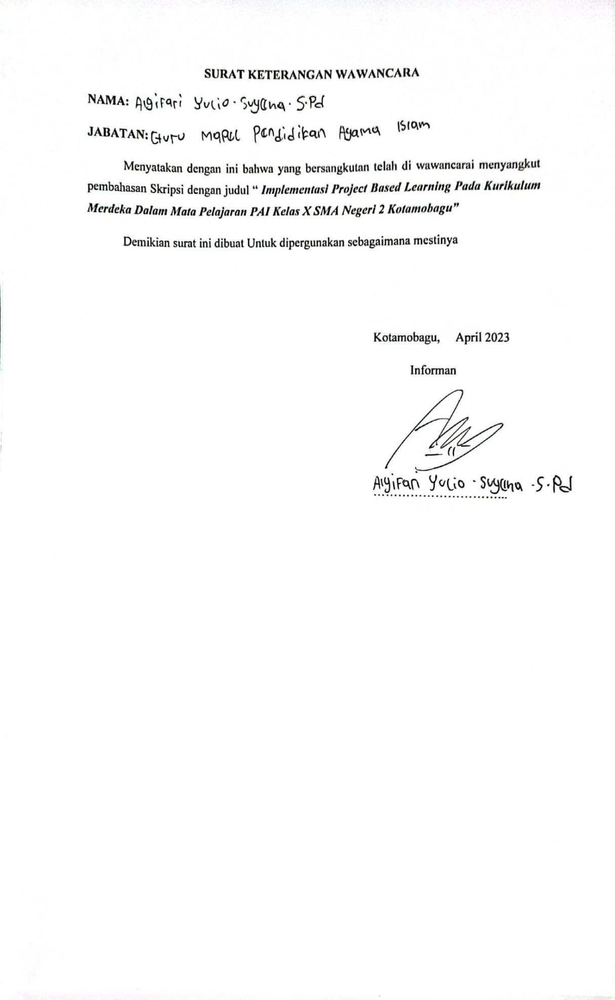 SURAT KETERANGAN WAWANCARA
NAMA: Algifari Yulio. Suyana. S.Pd
JABATAN: Guru Mapel Pendidikan Agama Islam
Menyatakan dengan ini bahwa yang bersangkutan telah di wawancarai menyangkut
pembahasan Skripsi dengan judul “ Implementasi Project Based Learning Pada Kurikulum
Merdeka Dalam Mata Pelajaran PAI Kelas X SMA Negeri 2 Kotamobagu”
Demikian surat ini dibuat Untuk dipergunakan sebagaimana mestinya
Kotamobagu, April 2023
Informan
Algifari Yulio . Suyana . S.Pd